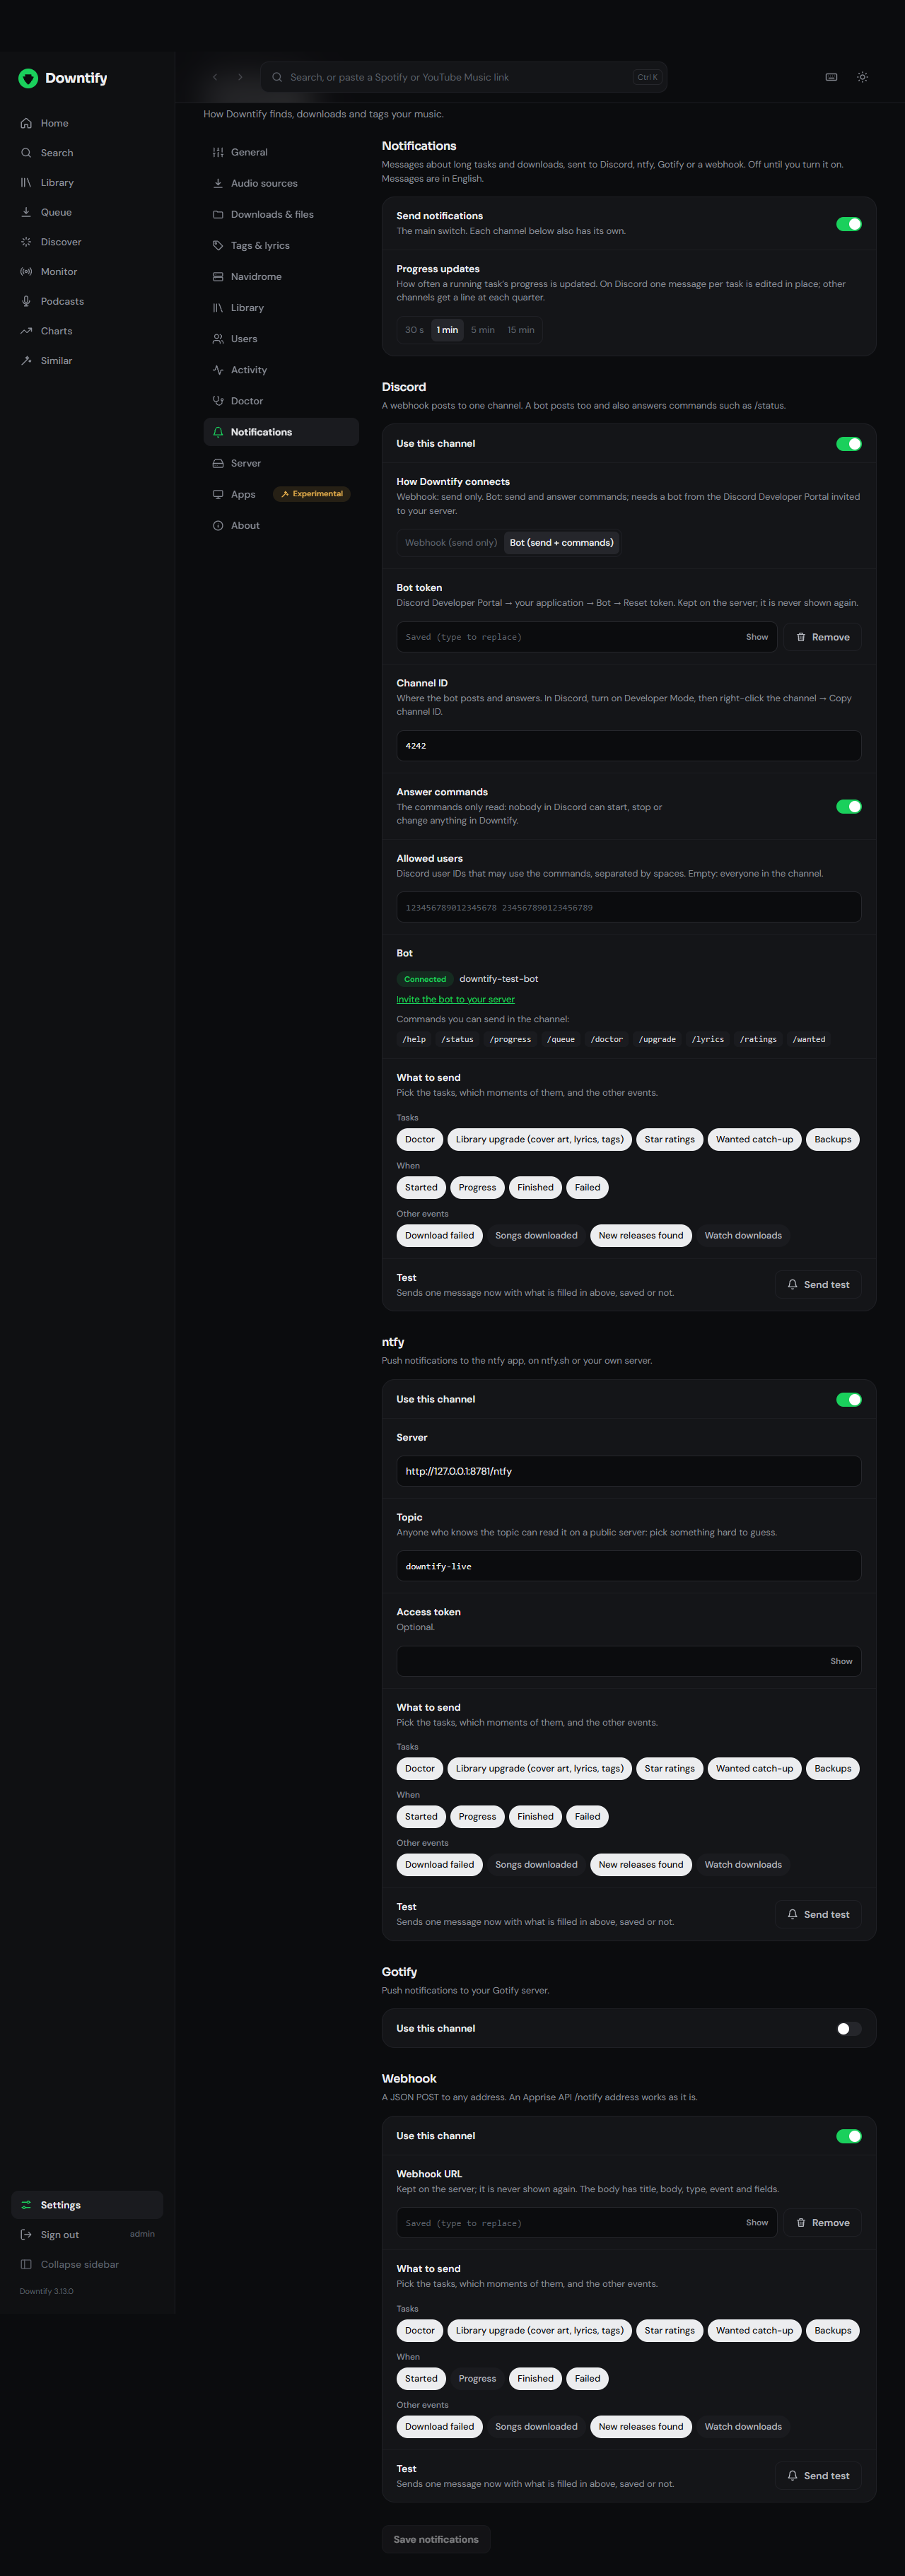 Downtify
Search, or paste a Spotify or YouTube Music link
Ctrl K
Home
Search
Library
Queue
Discover
Monitor
Podcasts
Charts
Similar
How Downtify finds, downloads and tags your music.
General
Audio sources
Downloads & files
Tags & lyrics
Navidrome
Library
Users
Activity
Doctor
Notifications
Server
Apps
Experimental
About
Notifications
Messages about long tasks and downloads, sent to Discord, ntfy, Gotify or a webhook. Off until you turn it on.
Messages are in English.
Send notifications
The main switch. Each channel below also has its own.
Progress updates
How often a running task's progress is updated. On Discord one message per task is edited in place; other
channels get a line at each quarter.
30 s 1 min 5 min 15 min
Discord
A webhook posts to one channel. A bot posts too and also answers commands such as /status.
Use this channel
How Downtify connects
Webhook: send only. Bot: send and answer commands; needs a bot from the Discord Developer Portal invited
to your server.
Webhook (send only) Bot (send + commands)
Bot token
Discord Developer Portal → your application → Bot → Reset token. Kept on the server; it is never shown again.
Saved (type to replace) Show Remove
Channel ID
Where the bot posts and answers. In Discord, turn on Developer Mode, then right-click the channel → Copy
channel ID.
4242
Answer commands
The commands only read: nobody in Discord can start, stop or
change anything in Downtify.
Allowed users
Discord user IDs that may use the commands, separated by spaces. Empty: everyone in the channel.
123456789012345678 234567890123456789
Bot
Connected downtify-test-bot
Invite the bot to your server
Commands you can send in the channel:
/help /status /progress /queue /doctor /upgrade /lyrics /ratings /wanted
What to send
Pick the tasks, which moments of them, and the other events.
Tasks
Doctor Library upgrade (cover art, lyrics, tags) Star ratings Wanted catch-up Backups
When
Started Progress Finished Failed
Other events
Download failed Songs downloaded New releases found Watch downloads
Test
Sends one message now with what is filled in above, saved or not.
Send test
ntfy
Push notifications to the ntfy app, on ntfy.sh or your own server.
Use this channel
Server
http://127.0.0.1:8781/ntfy
Topic
Anyone who knows the topic can read it on a public server: pick something hard to guess.
downtify-live
Access token
Optional.
Show
What to send
Pick the tasks, which moments of them, and the other events.
Tasks
Doctor Library upgrade (cover art, lyrics, tags) Star ratings Wanted catch-up Backups
When
Started Progress Finished Failed
Other events
Download failed Songs downloaded New releases found Watch downloads
Test
Sends one message now with what is filled in above, saved or not.
Send test
Gotify
Push notifications to your Gotify server.
Use this channel
Webhook
A JSON POST to any address. An Apprise API /notify address works as it is.
Use this channel
Webhook URL
Kept on the server; it is never shown again. The body has title, body, type, event and fields.
Saved (type to replace) Show Remove
What to send
Pick the tasks, which moments of them, and the other events.
Tasks
Doctor Library upgrade (cover art, lyrics, tags) Star ratings Wanted catch-up Backups
When
Started Progress Finished Failed
Other events
Download failed Songs downloaded New releases found Watch downloads
Test
Sends one message now with what is filled in above, saved or not.
Send test
Save notifications
Settings
Sign out admin
Collapse sidebar
Downtify 3.13.0